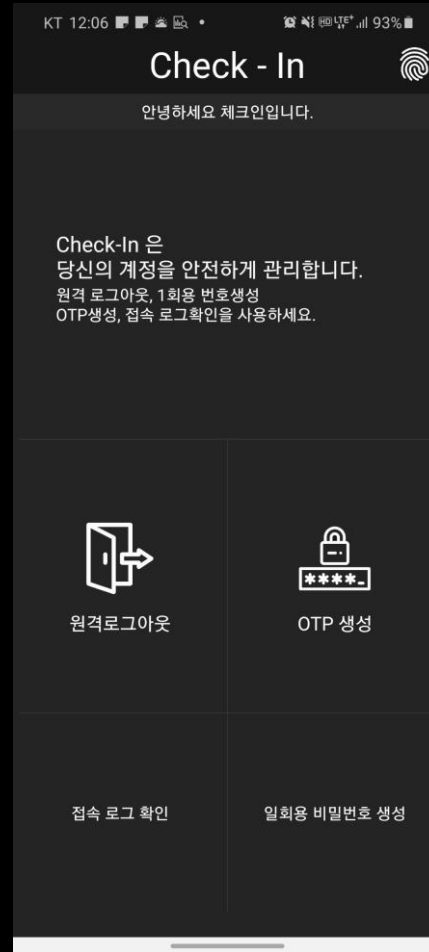 KT 12:06 93%
Check - In
안녕하세요 체크인입니다.
Check-In 은
당신의 계정을 안전하게 관리합니다.
원격 로그아웃, 1회용 번호생성
OTP생성, 접속 로그확인을 사용하세요.
****_
원격로그아웃 OTP 생성
접속 로그 확인 일회용 비밀번호 생성